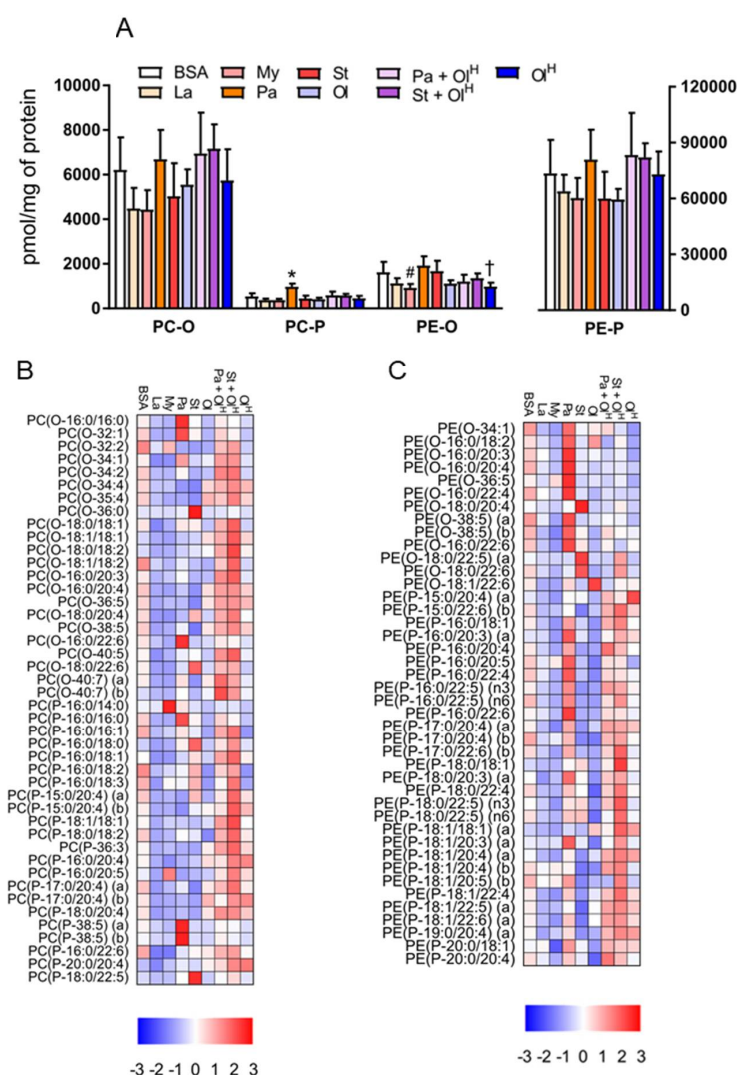 A
BSA My St Pa + Ol^H Ol^H
La Pa Ol St + Ol^H
pmol/mg of protein
10000
8000
6000
4000
2000
0
* # †
120000
90000
60000
30000
0
PC-O PC-P PE-O PE-P
B
BSA La My Pa St Ol Pa + Ol^H St + Ol^H Ol^H
PC(O-16:0/16:0)
PC(O-32:1)
PC(O-32:2)
PC(O-34:1)
PC(O-34:2)
PC(O-34:4)
PC(O-35:4)
PC(O-36:0)
PC(O-18:0/18:1)
PC(O-18:1/18:1)
PC(O-18:0/18:2)
PC(O-18:1/18:2)
PC(O-16:0/20:3)
PC(O-16:0/20:4)
PC(O-36:5)
PC(O-18:0/20:4)
PC(O-38:5)
PC(O-16:0/22:6)
PC(O-40:5)
PC(O-18:0/22:6)
PC(O-40:7) (a)
PC(O-40:7) (b)
PC(P-16:0/14:0)
PC(P-16:0/16:0)
PC(P-16:0/16:1)
PC(P-16:0/18:0)
PC(P-16:0/18:1)
PC(P-16:0/18:2)
PC(P-16:0/18:3)
PC(P-15:0/20:4) (a)
PC(P-15:0/20:4) (b)
PC(P-18:1/18:1)
PC(P-18:0/18:2)
PC(P-36:3)
PC(P-16:0/20:4)
PC(P-16:0/20:5)
PC(P-17:0/20:4) (a)
PC(P-17:0/20:4) (b)
PC(P-18:0/20:4)
PC(P-38:5) (a)
PC(P-38:5) (b)
PC(P-16:0/22:6)
PC(P-20:0/20:4)
PC(P-18:0/22:5)
-3 -2 -1 0 1 2 3
C
BSA La My Pa St Ol Pa + Ol^H St + Ol^H Ol^H
PE(O-34:1)
PE(O-16:0/18:2)
PE(O-16:0/20:3)
PE(O-16:0/20:4)
PE(O-36:5)
PE(O-16:0/22:4)
PE(O-18:0/20:4)
PE(O-38:5) (a)
PE(O-38:5) (b)
PE(O-16:0/22:6)
PE(O-18:0/22:5) (a)
PE(O-18:0/22:6)
PE(O-18:1/22:6)
PE(P-15:0/20:4) (a)
PE(P-15:0/22:6) (b)
PE(P-16:0/18:1)
PE(P-16:0/20:3) (a)
PE(P-16:0/20:4)
PE(P-16:0/20:5)
PE(P-16:0/22:4)
PE(P-16:0/22:5) (n3)
PE(P-16:0/22:5) (n6)
PE(P-16:0/22:6)
PE(P-17:0/20:4) (a)
PE(P-17:0/20:4) (b)
PE(P-17:0/22:6) (b)
PE(P-18:0/18:1)
PE(P-18:0/20:3) (a)
PE(P-18:0/22:4)
PE(P-18:0/22:5) (n3)
PE(P-18:0/22:5) (n6)
PE(P-18:1/18:1) (a)
PE(P-18:1/20:3) (a)
PE(P-18:1/20:4) (a)
PE(P-18:1/20:4) (b)
PE(P-18:1/20:5) (b)
PE(P-18:1/22:4)
PE(P-18:1/22:5) (a)
PE(P-18:1/22:6) (a)
PE(P-19:0/20:4) (a)
PE(P-20:0/18:1)
PE(P-20:0/20:4)
-3 -2 -1 0 1 2 3